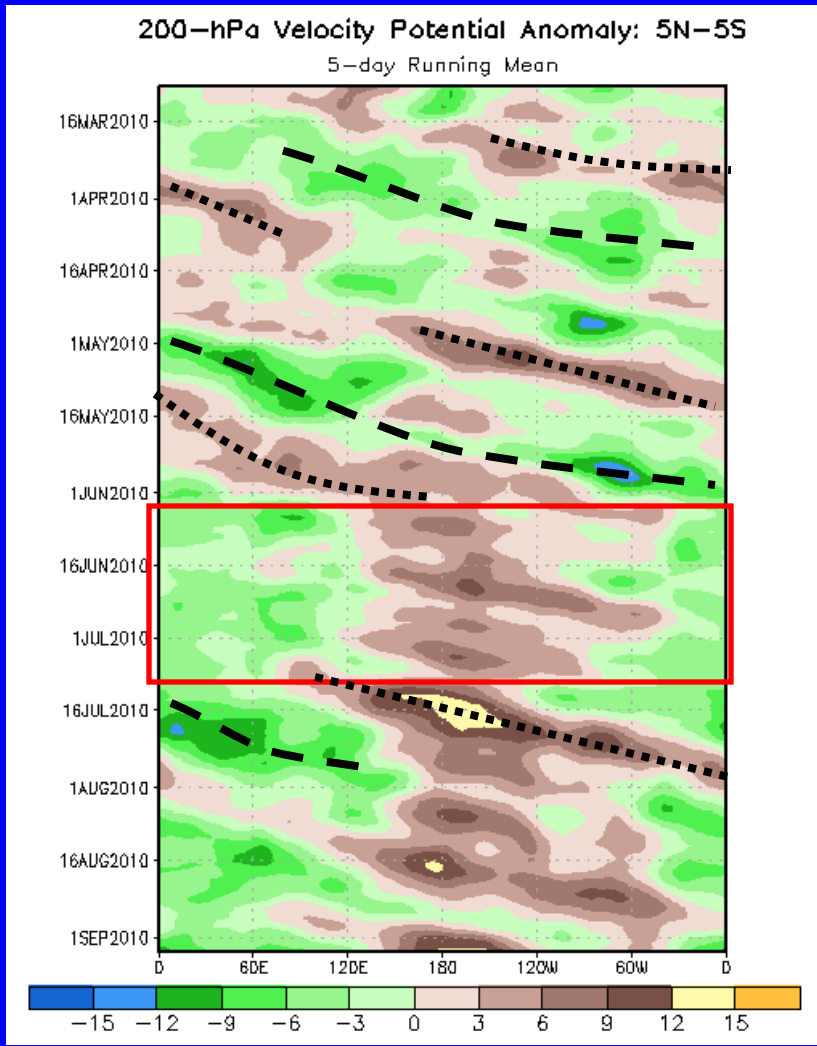 200-hPa Velocity Potential Anomaly: 5N-5S
5-day Running Mean
16MAR2010
1APR2010
16APR2010
1MAY2010
16MAY2010
1JUN2010
16JUN2010
1JUL2010
16JUL2010
1AUG2010
16AUG2010
1SEP2010
0 60E 120E 180 120W 60W 0
-15 -12 -9 -6 -3 0 3 6 9 12 15